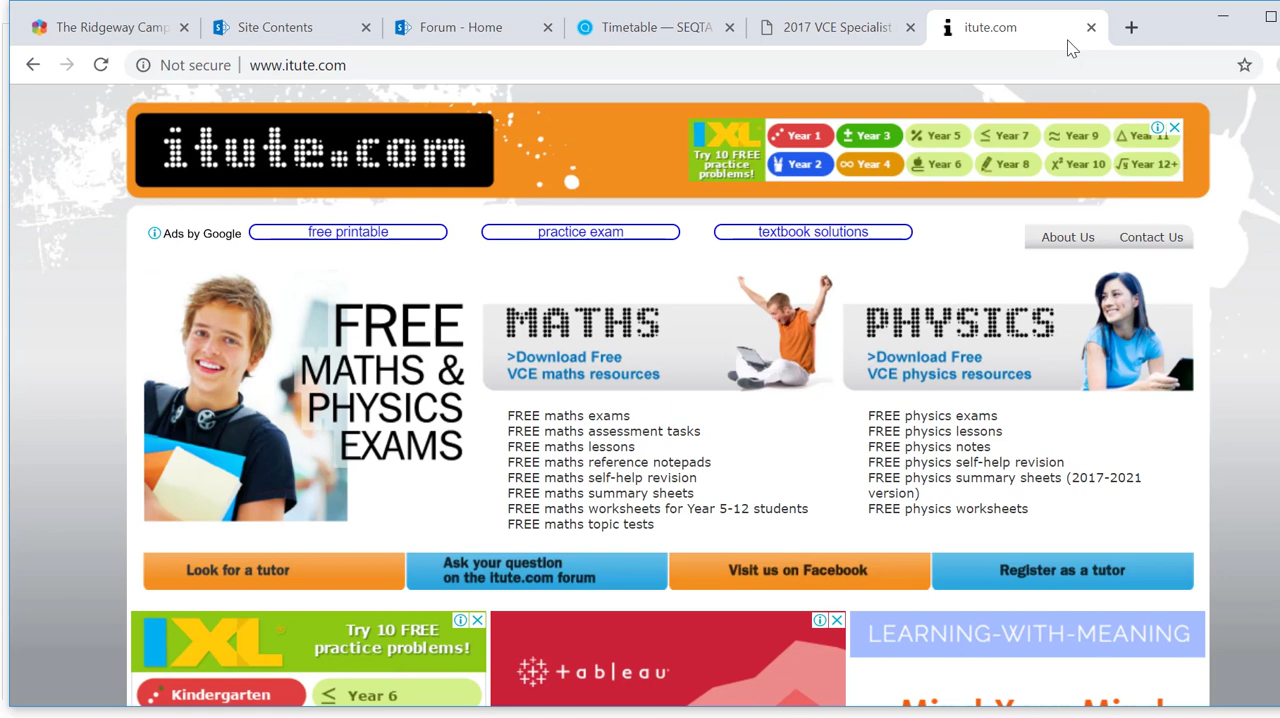 The Ridgeway Camp
Site Contents
Forum - Home
Timetable — SEQTA
2017 VCE Specialist
itute.com
Not secure
www.itute.com
itute.com
IXL
Try 10 FREE
practice
problems!
Year 1
Year 3
Year 5
Year 7
Year 9
Year 11
Year 2
Year 4
Year 6
Year 8
Year 10
Year 12+
Ads by Google
free printable
practice exam
textbook solutions
About Us
Contact Us
FREE
MATHS &
PHYSICS
EXAMS
MATHS
>Download Free
VCE maths resources
FREE maths exams
FREE maths assessment tasks
FREE maths lessons
FREE maths reference notepads
FREE maths self-help revision
FREE maths summary sheets
FREE maths worksheets for Year 5-12 students
FREE maths topic tests
PHYSICS
>Download Free
VCE physics resources
FREE physics exams
FREE physics lessons
FREE physics notes
FREE physics self-help revision
FREE physics summary sheets (2017-2021
version)
FREE physics worksheets
Look for a tutor
Ask your question
on the itute.com forum
Visit us on Facebook
Register as a tutor
IXL
Try 10 FREE
practice problems!
Kindergarten
Year 6
tableau
LEARNING-WITH-MEANING